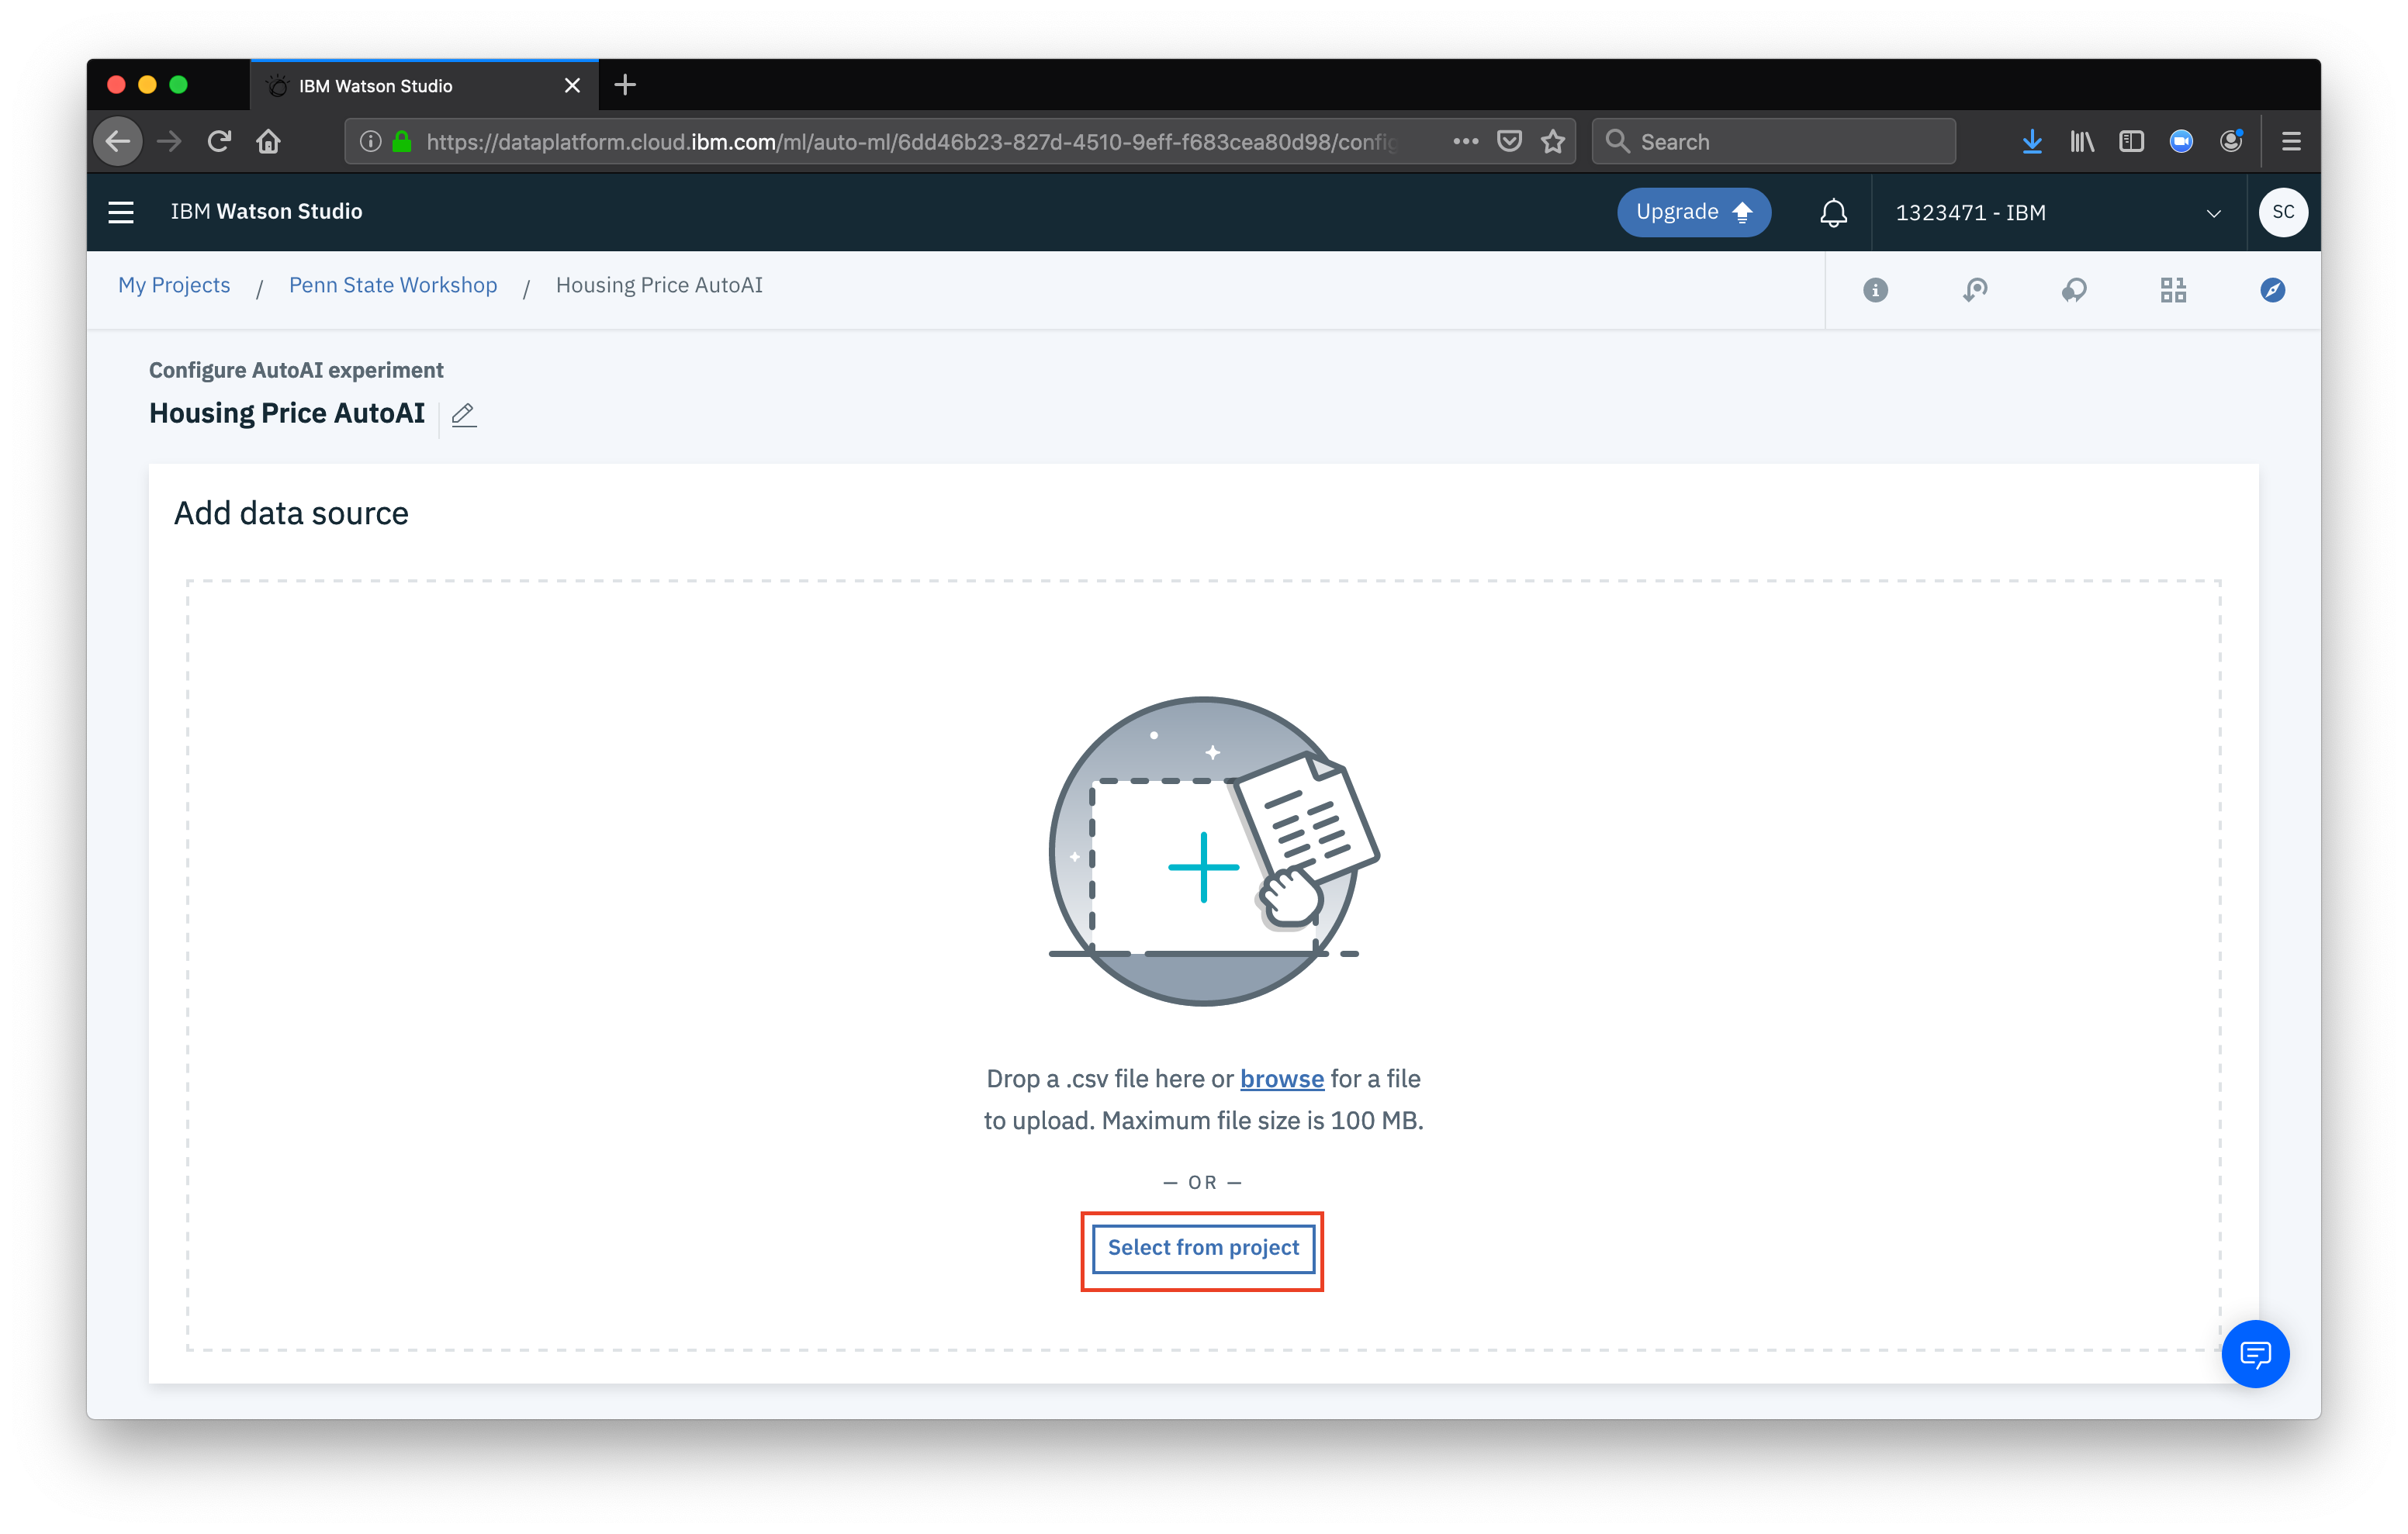 IBM Watson Studio
https://dataplatform.cloud.ibm.com/ml/auto-ml/6dd46b23-827d-4510-9eff-f683cea80d98/config
Search
IBM Watson Studio
Upgrade
1323471 - IBM
SC
My Projects / Penn State Workshop / Housing Price AutoAI
Configure AutoAI experiment
Housing Price AutoAI
Add data source
Drop a .csv file here or browse for a file
to upload. Maximum file size is 100 MB.
— OR —
Select from project